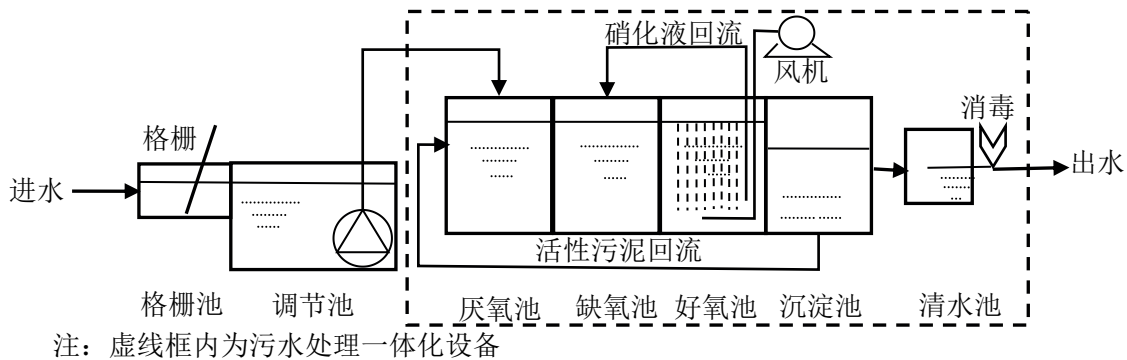 硝化液回流
风机
消毒
格栅
进水
出水
活性污泥回流
格栅池
调节池
厌氧池
缺氧池
好氧池
沉淀池
清水池
注：虚线框内为污水处理一体化设备